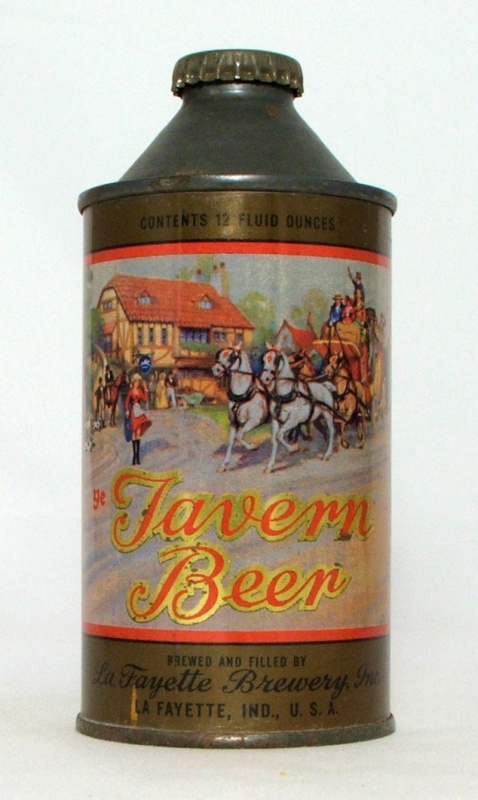 CONTENTS 12 FLUID OUNCES
ye Tavern
Beer
BREWED AND FILLED BY
La Fayette Brewery, Inc.
LA FAYETTE, IND., U. S. A.